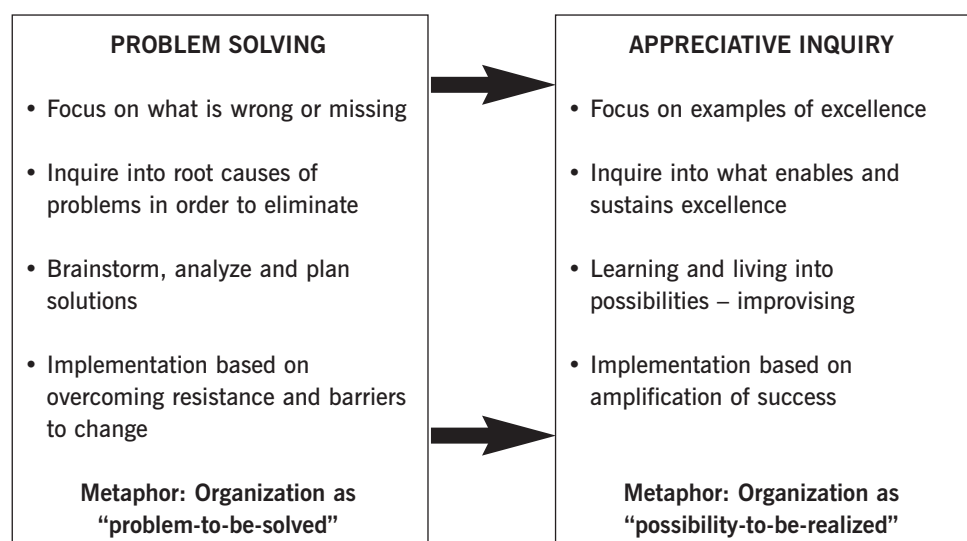 PROBLEM SOLVING
• Focus on what is wrong or missing
• Inquire into root causes of
problems in order to eliminate
• Brainstorm, analyze and plan
solutions
• Implementation based on
overcoming resistance and barriers
to change
Metaphor: Organization as
“problem-to-be-solved”
APPRECIATIVE INQUIRY
• Focus on examples of excellence
• Inquire into what enables and
sustains excellence
• Learning and living into
possibilities – improvising
• Implementation based on
amplification of success
Metaphor: Organization as
“possibility-to-be-realized”